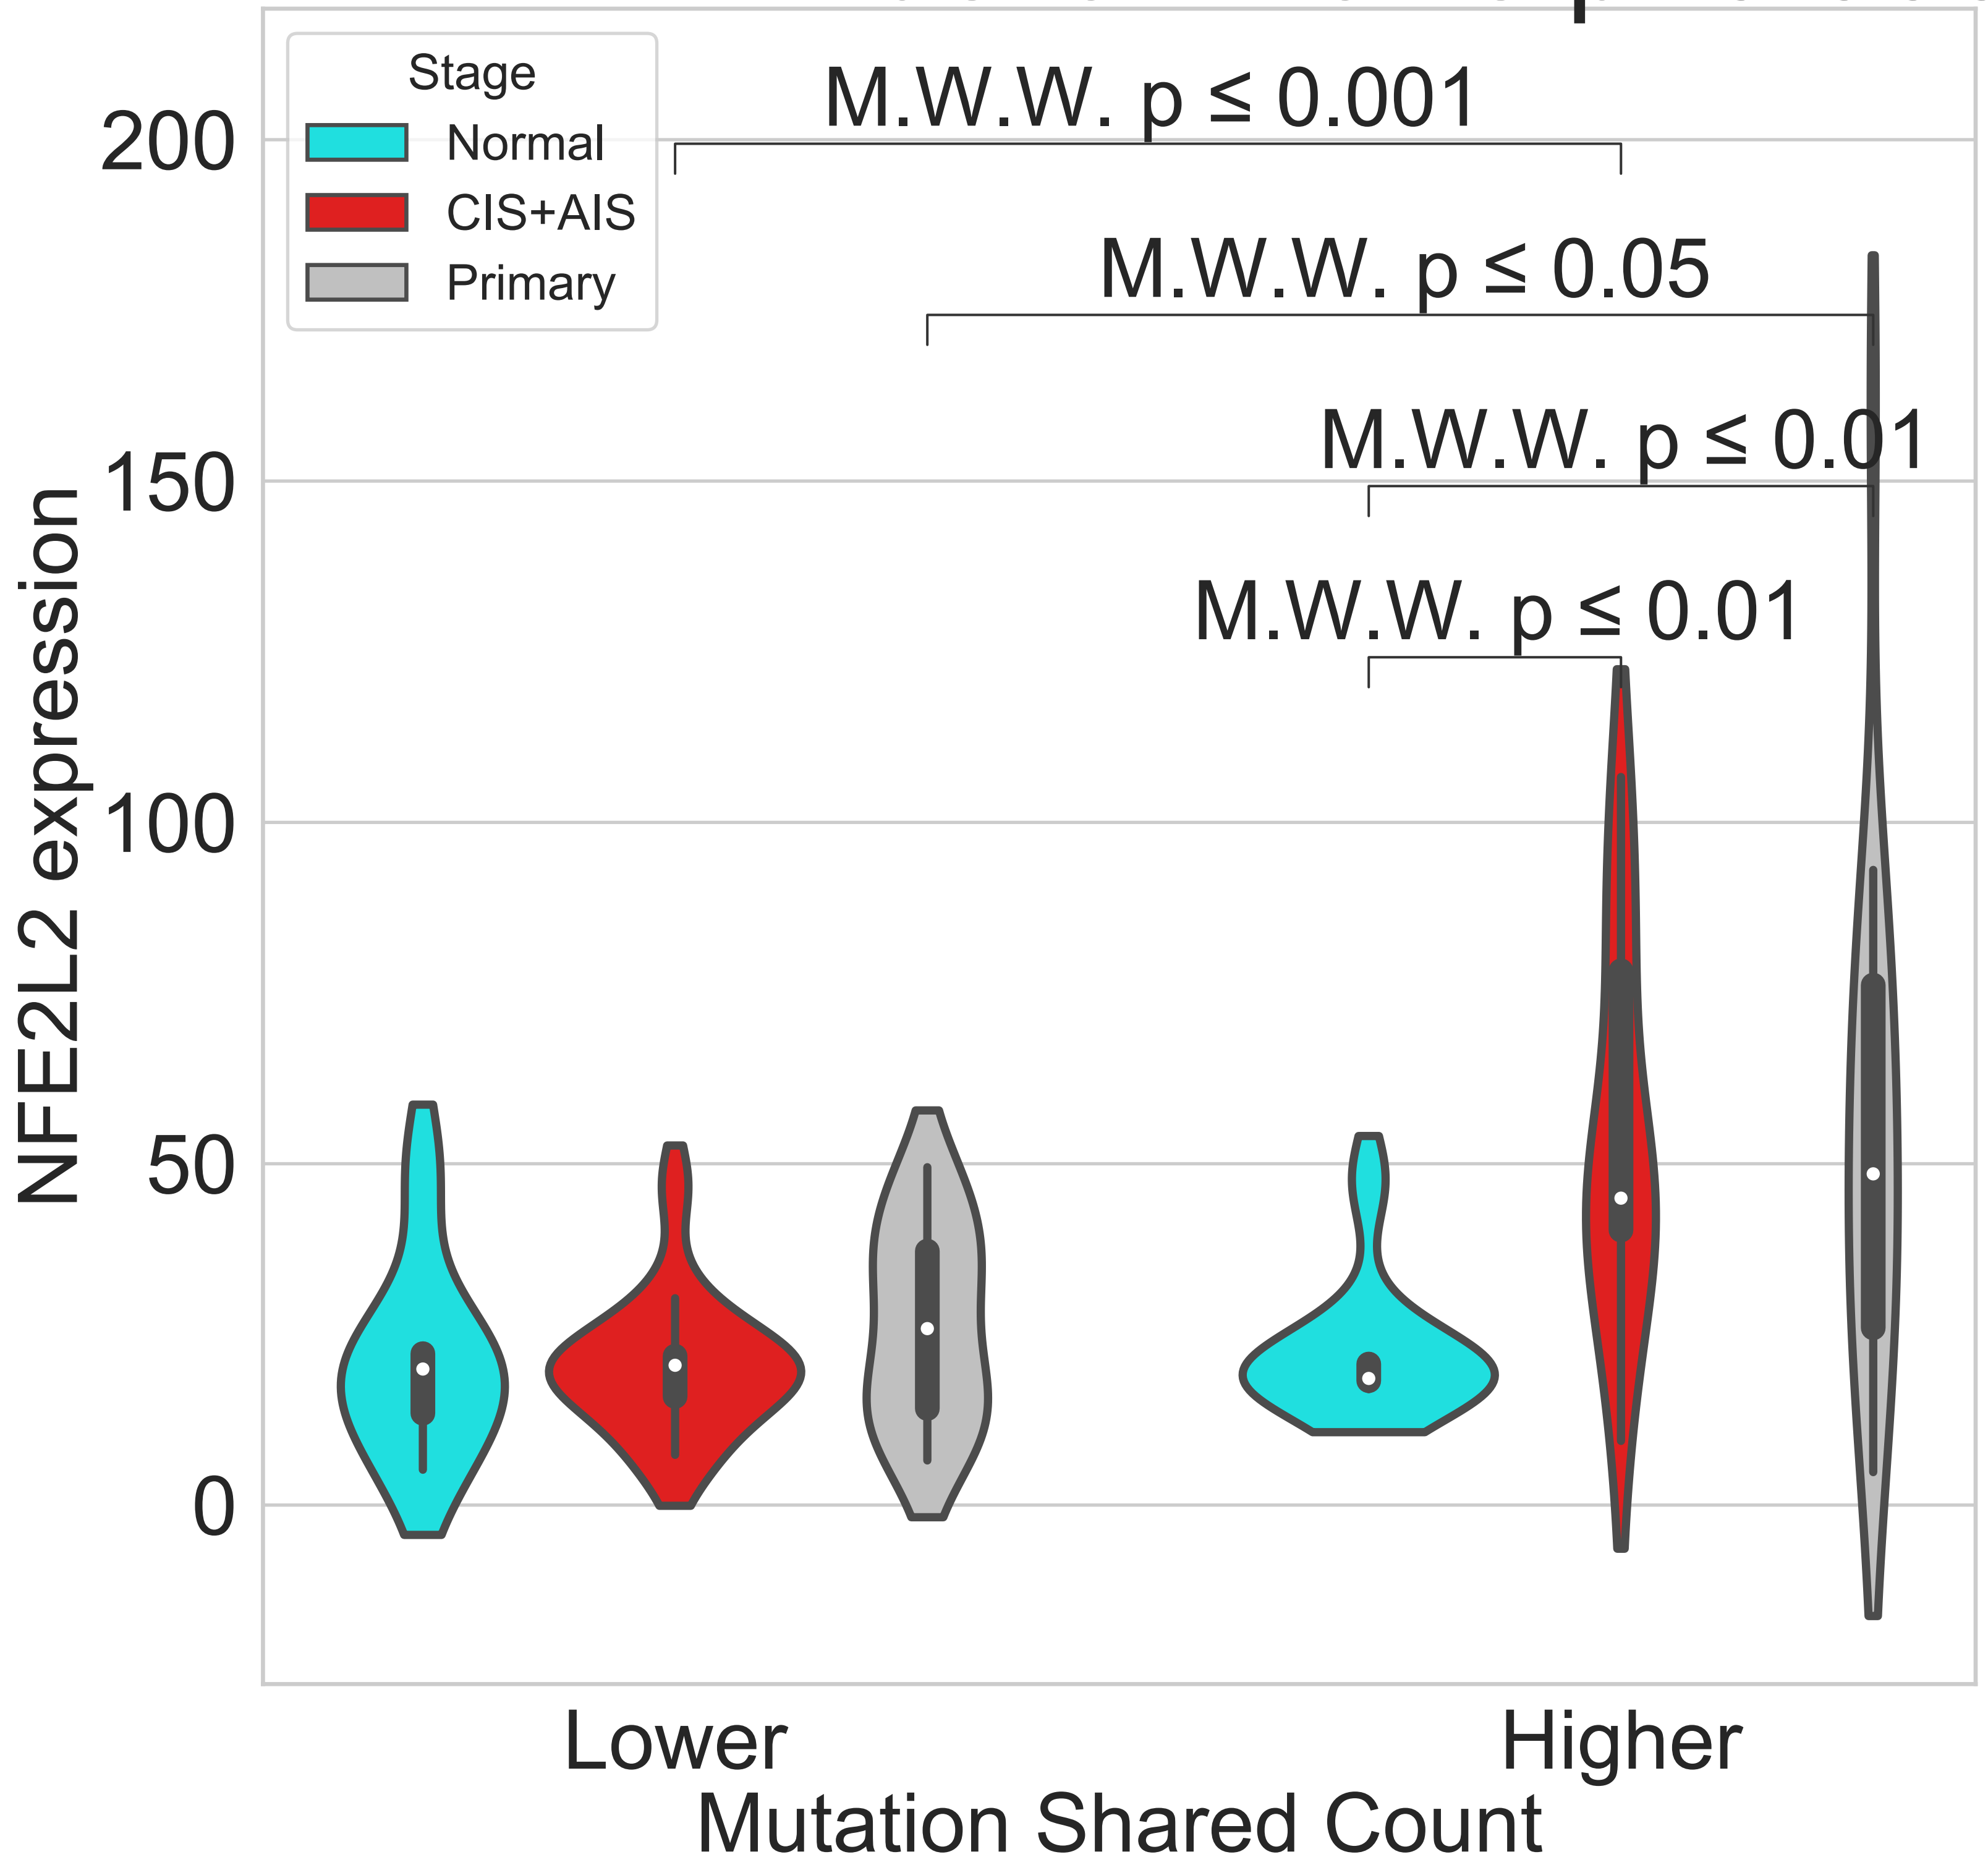 Stage
Normal
CIS+AIS
Primary
M.W.W. p ≤ 0.001
M.W.W. p ≤ 0.05
M.W.W. p ≤ 0.01
M.W.W. p ≤ 0.01
200
150
100
50
0
NFE2L2 expression
Lower
Higher
Mutation Shared Count